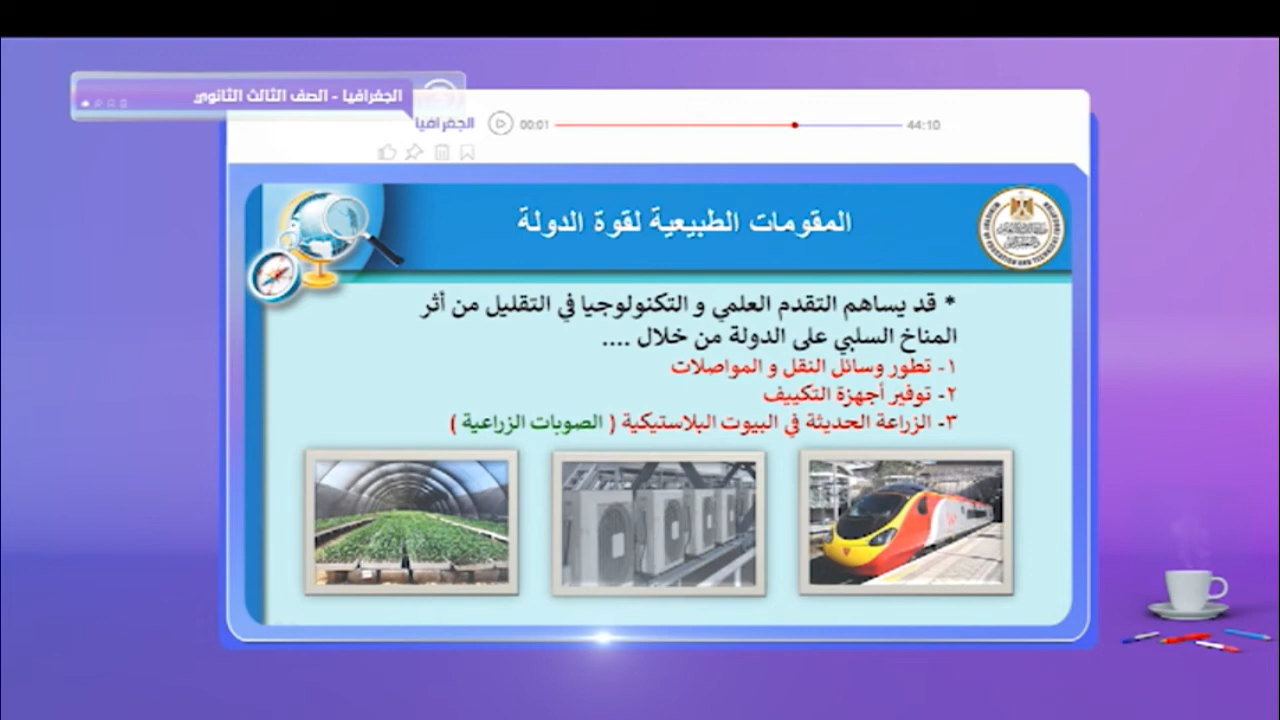 الجغرافيا - الصف الثالث الثانوي
الجغرافيا
00:01
44:10
المقومات الطبيعية لقوة الدولة
* قد يساهم التقدم العلمي و التكنولوجيا في التقليل من أثر
المناخ السلبي على الدولة من خلال ....
١- تطور وسائل النقل و المواصلات
٢- توفير أجهزة التكييف
٣- الزراعة الحديثة في البيوت البلاستيكية ( الصوبات الزراعية )